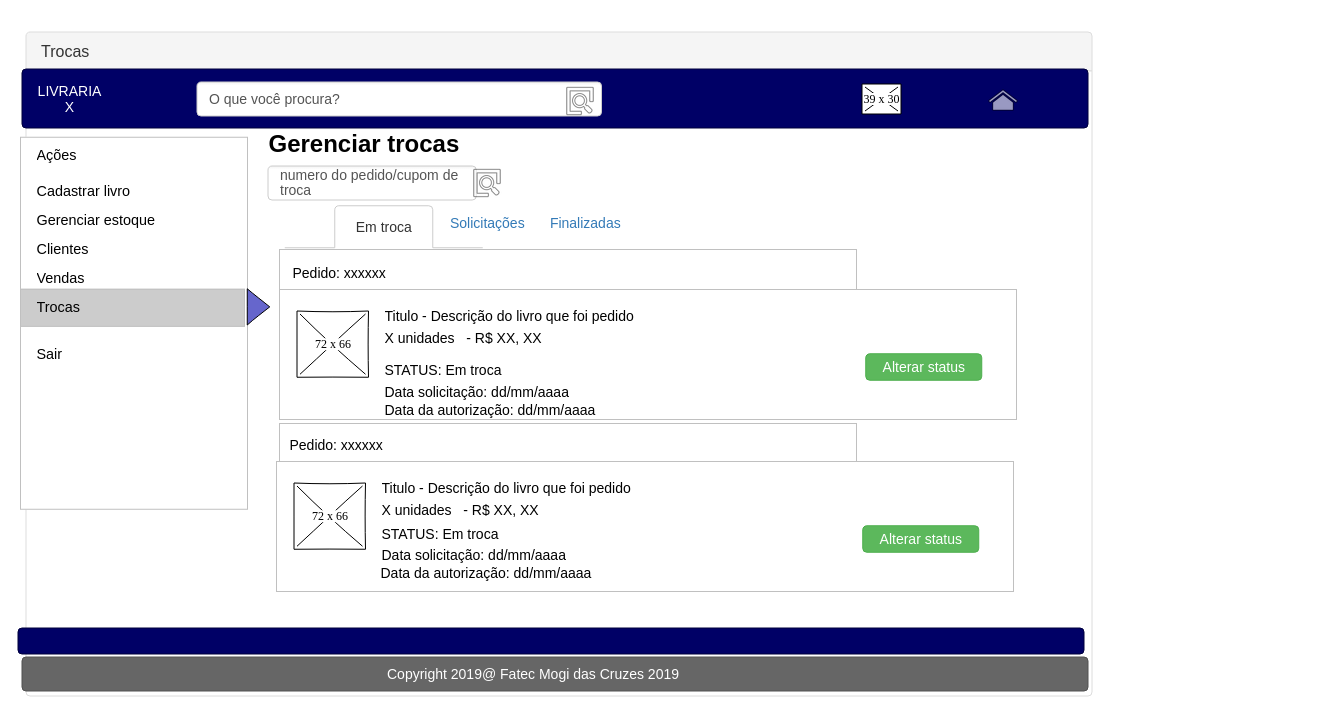 Trocas
LIVRARIA
X
O que você procura?
39 x 30
Ações
Cadastrar livro
Gerenciar estoque
Clientes
Vendas
Trocas
Sair
Gerenciar trocas
numero do pedido/cupom de
troca
Em troca
Solicitações
Finalizadas
Pedido: xxxxxx
72 x 66
Titulo - Descrição do livro que foi pedido
X unidades   - R$ XX, XX
STATUS: Em troca
Data solicitação: dd/mm/aaaa
Data da autorização: dd/mm/aaaa
Alterar status
Pedido: xxxxxx
72 x 66
Titulo - Descrição do livro que foi pedido
X unidades   - R$ XX, XX
STATUS: Em troca
Data solicitação: dd/mm/aaaa
Data da autorização: dd/mm/aaaa
Alterar status
Copyright 2019@ Fatec Mogi das Cruzes 2019